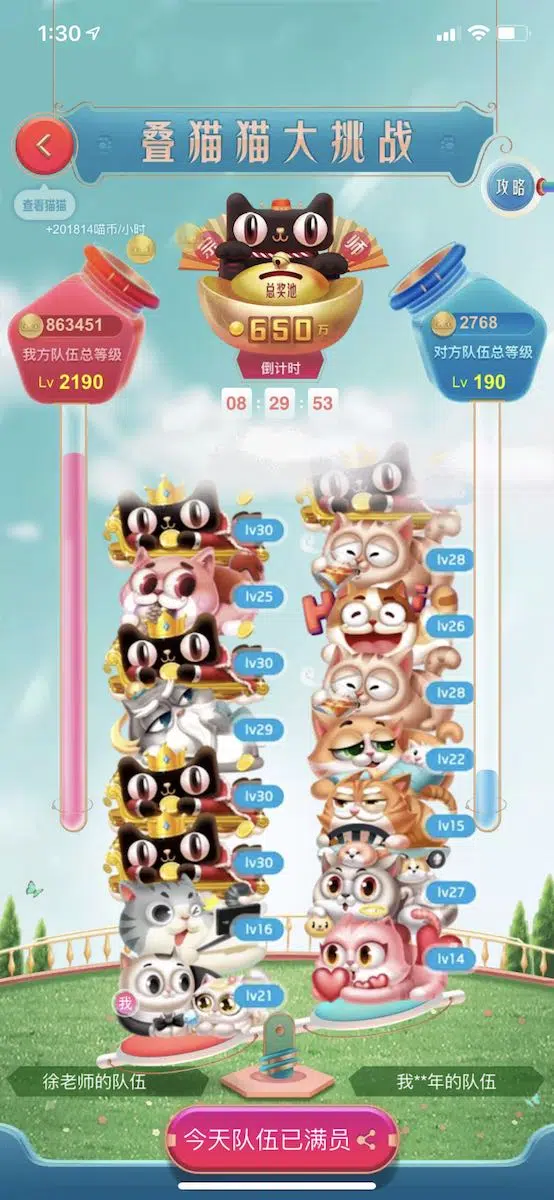 1:30
叠猫猫大挑战
攻略
查看猫猫
+201814喵币/小时
师
总奖池
650万
863451
我方队伍总等级
Lv 2190
2768
对方队伍总等级
Lv 190
倒计时
08:29:53
lv30
lv28
lv25
lv26
lv30
lv28
lv29
lv22
lv30
lv15
lv30
lv27
lv16
lv14
lv21
我
徐老师的队伍
我**年的队伍
今天队伍已满员